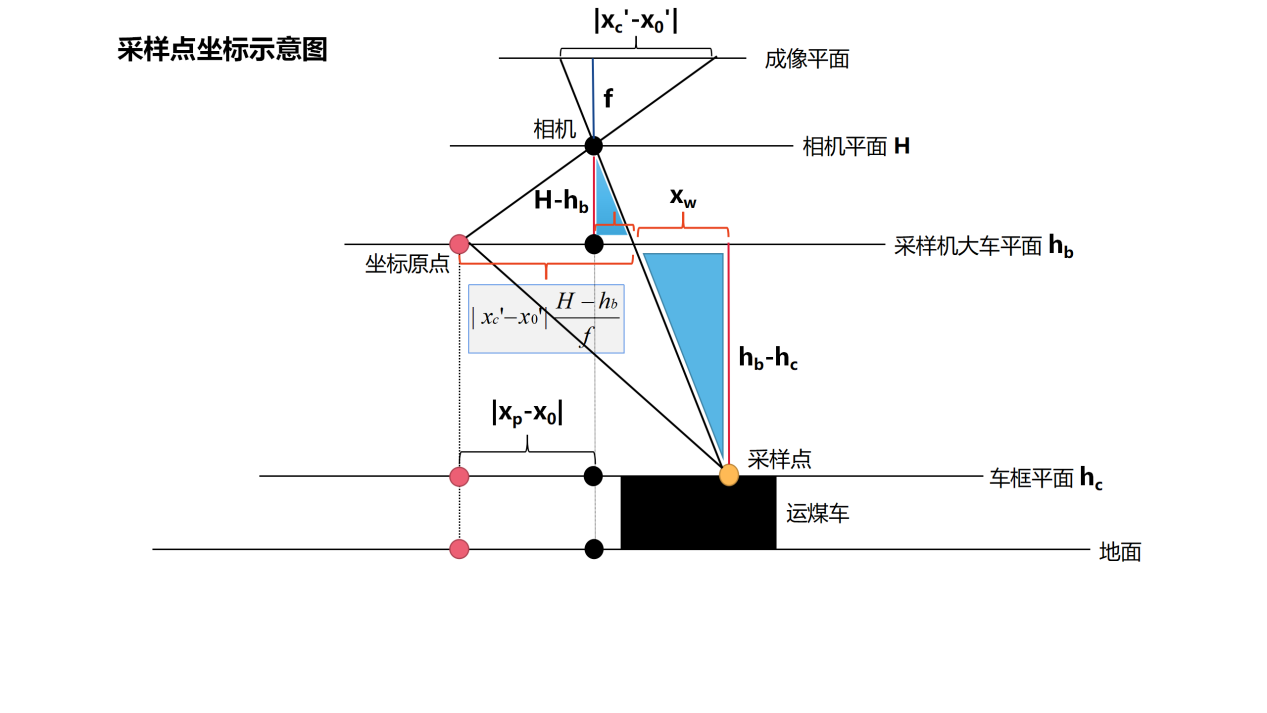 |xc'-x0'|
采样点坐标示意图
成像平面
f
相机
相机平面 H
H-hb
xw
采样机大车平面 hb
坐标原点
| xc'−x0'| (H − hb)/f
hb-hc
|xp-x0|
采样点
车框平面 hc
运煤车
地面